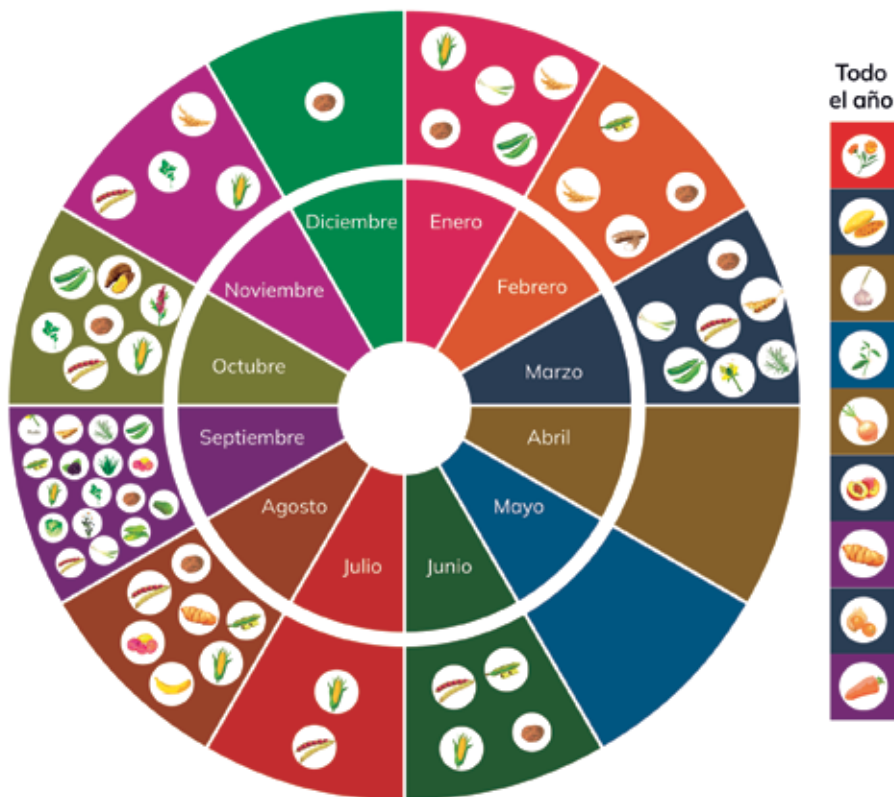 Todo
el año
Diciembre
Enero
Noviembre
Febrero
Octubre
Marzo
Septiembre
Abril
Agosto
Mayo
Julio
Junio